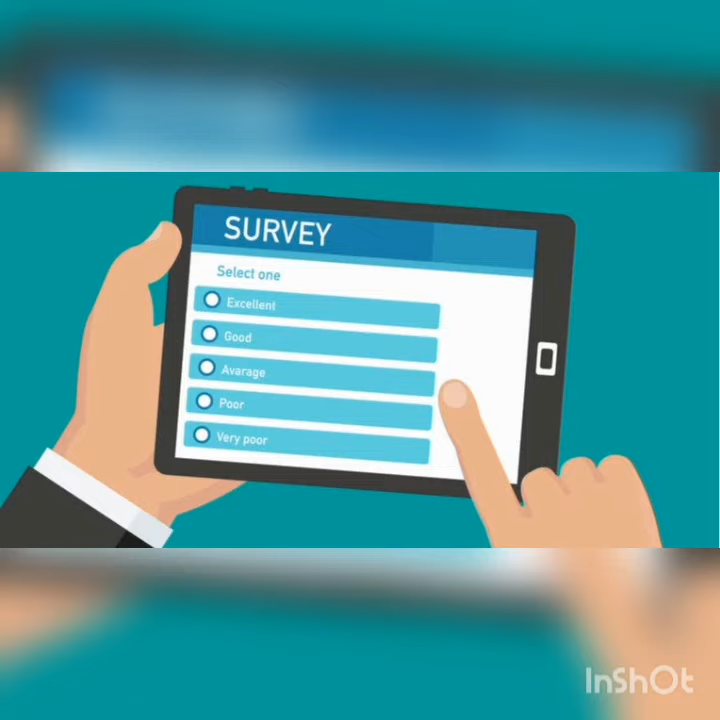 SURVEY
Select one
Excellent
Good
Avarage
Poor
Very poor
InShOt